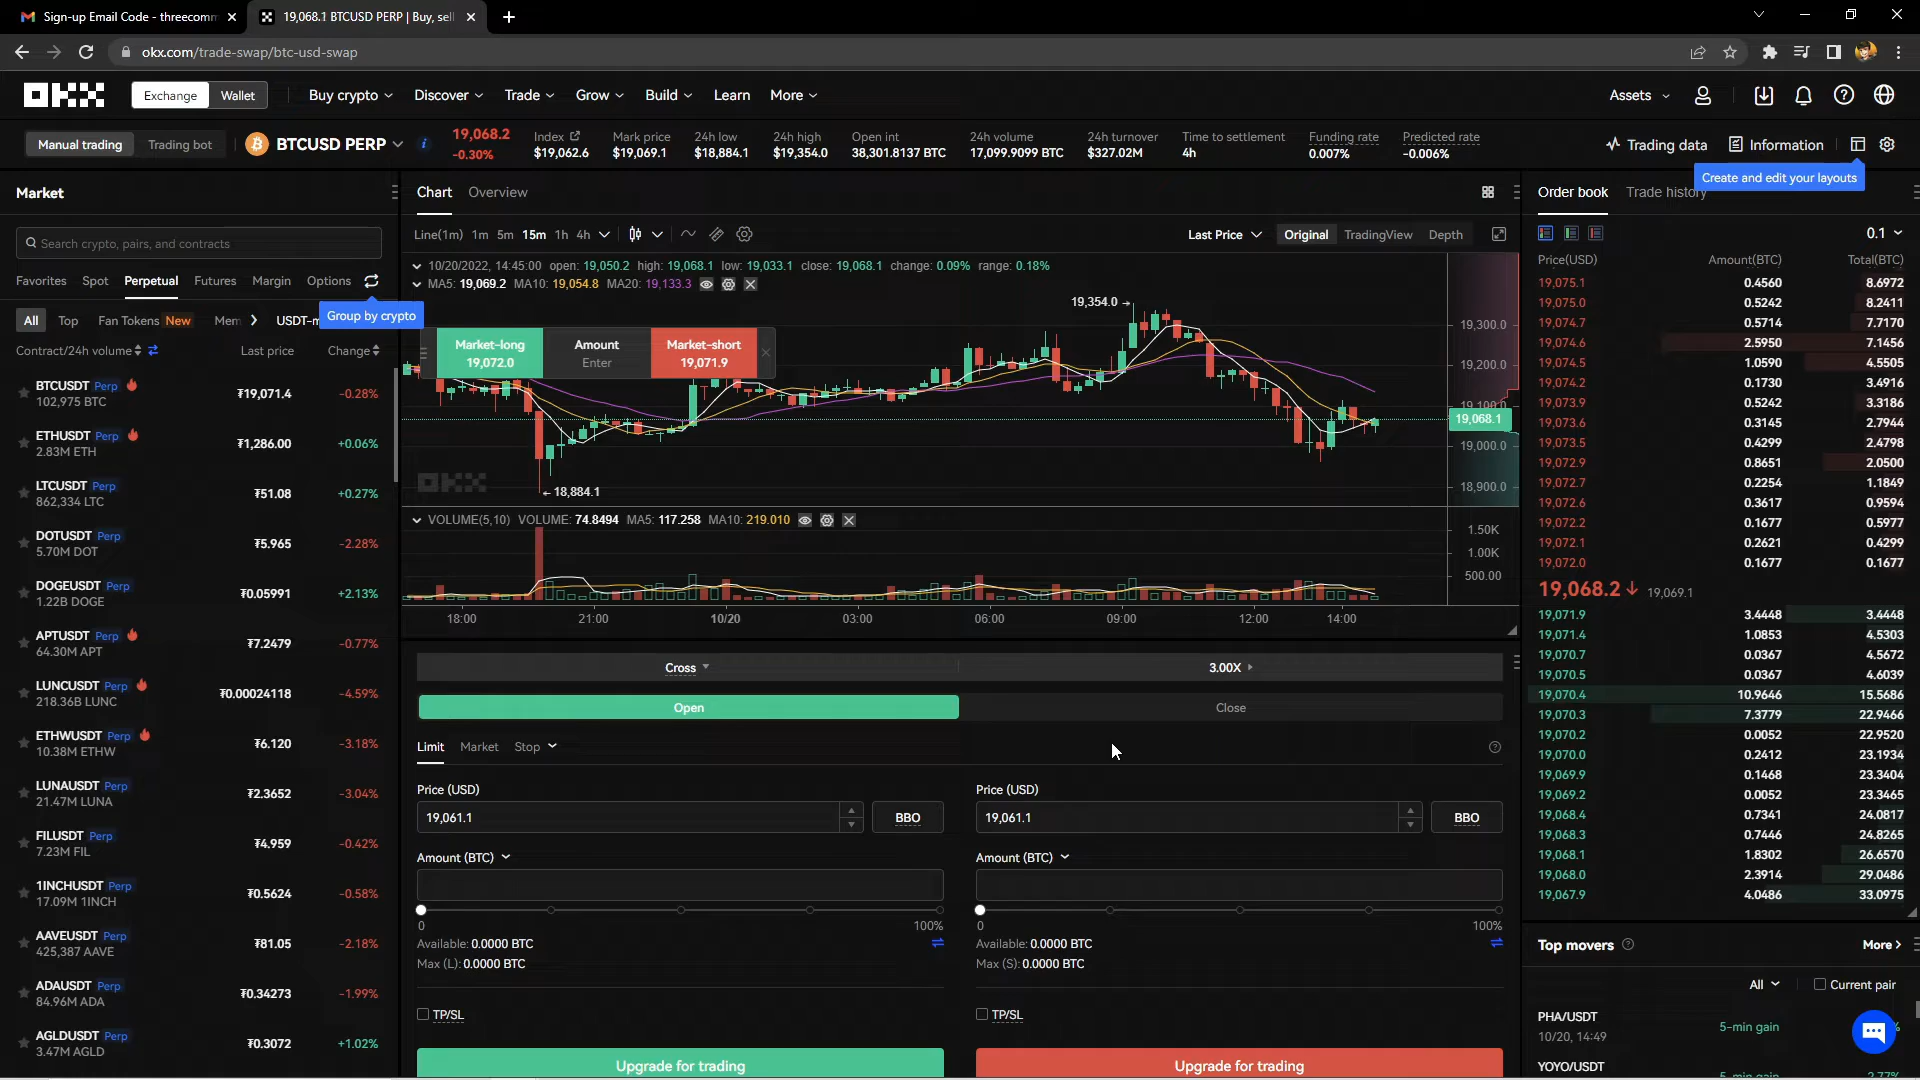 Sign-up Email Code - threecomm
19,068.1 BTCUSD PERP | Buy, sell
okx.com/trade-swap/btc-usd-swap
OKX
Exchange Wallet Buy crypto Discover Trade Grow Build Learn More Assets
Manual trading Trading bot
BTCUSD PERP
19,068.2
-0.30%
Index
$19,062.6
Mark price
$19,069.1
24h low
$18,884.1
24h high
$19,354.0
Open int
38,301.8137 BTC
24h volume
17,099.9099 BTC
24h turnover
$327.02M
Time to settlement
4h
Funding rate
0.007%
Predicted rate
-0.006%
Trading data Information
Create and edit your layouts
Market
Search crypto, pairs, and contracts
Favorites Spot Perpetual Futures Margin Options
Group by crypto
All Top Fan Tokens New Mem USDT-m
Contract/24h volume Last price Change
BTCUSDT Perp
102,975 BTC
₮19,071.4 -0.28%
ETHUSDT Perp
2.83M ETH
₮1,286.00 +0.06%
LTCUSDT Perp
862,334 LTC
₮51.08 +0.27%
DOTUSDT Perp
5.70M DOT
₮5.965 -2.28%
DOGEUSDT Perp
1.22B DOGE
₮0.05991 +2.13%
APTUSDT Perp
64.30M APT
₮7.2479 -0.77%
LUNCUSDT Perp
218.36B LUNC
₮0.00024118 -4.59%
ETHWUSDT Perp
10.38M ETHW
₮6.120 -3.18%
LUNAUSDT Perp
21.47M LUNA
₮2.3652 -3.04%
FILUSDT Perp
7.23M FIL
₮4.959 -0.42%
1INCHUSDT Perp
17.09M 1INCH
₮0.5624 -0.58%
AAVEUSDT Perp
425,387 AAVE
₮81.05 -2.18%
ADAUSDT Perp
84.96M ADA
₮0.34273 -1.99%
AGLDUSDT Perp
3.47M AGLD
₮0.3072 +1.02%
Chart Overview
Line(1m) 1m 5m 15m 1h 4h
Last Price Original TradingView Depth
10/20/2022, 14:45:00 open: 19,050.2 high: 19,068.1 low: 19,033.1 close: 19,068.1 change: 0.09% range: 0.18%
MA5: 19,069.2 MA10: 19,054.8 MA20: 19,133.3
Market-long
19,072.0
Amount
Enter
Market-short
19,071.9
19,354.0
18,884.1
OKX
19,300.0
19,200.0
19,100.0
19,068.1
19,000.0
18,900.0
VOLUME(5,10) VOLUME: 74.8494 MA5: 117.258 MA10: 219.010
1.50K
1.00K
500.00
18:00 21:00 10/20 03:00 06:00 09:00 12:00 14:00
Cross 3.00X
Open Close
Limit Market Stop
Price (USD)
19,061.1 BBO
Amount (BTC)
0 100%
Available: 0.0000 BTC
Max (L): 0.0000 BTC
TP/SL
Upgrade for trading
Price (USD)
19,061.1 BBO
Amount (BTC)
0 100%
Available: 0.0000 BTC
Max (S): 0.0000 BTC
TP/SL
Upgrade for trading
Order book Trade history
0.1
Price(USD) Amount(BTC) Total(BTC)
19,075.1 0.4560 8.6972
19,075.0 0.5242 8.2411
19,074.7 0.5714 7.7170
19,074.6 2.5950 7.1456
19,074.5 1.0590 4.5505
19,074.2 0.1730 3.4916
19,073.9 0.5242 3.3186
19,073.6 0.3145 2.7944
19,073.5 0.4299 2.4798
19,072.9 0.8651 2.0500
19,072.7 0.2254 1.1849
19,072.6 0.3617 0.9594
19,072.2 0.1677 0.5977
19,072.1 0.2621 0.4299
19,072.0 0.1677 0.1677
19,068.2 19,069.1
19,071.9 3.4448 3.4448
19,071.4 1.0853 4.5303
19,070.7 0.0367 4.5672
19,070.5 0.0367 4.6039
19,070.4 10.9646 15.5686
19,070.3 7.3779 22.9466
19,070.2 0.0052 22.9520
19,070.0 0.2412 23.1934
19,069.9 0.1468 23.3404
19,069.2 0.0052 23.3465
19,068.4 0.7341 24.0817
19,068.3 0.7446 24.8265
19,068.1 1.8302 26.6570
19,068.0 2.3914 29.0486
19,067.9 4.0486 33.0975
Top movers More
All Current pair
PHA/USDT
10/20, 14:49
5-min gain %
YOYO/USDT
5-min gain 2.77%